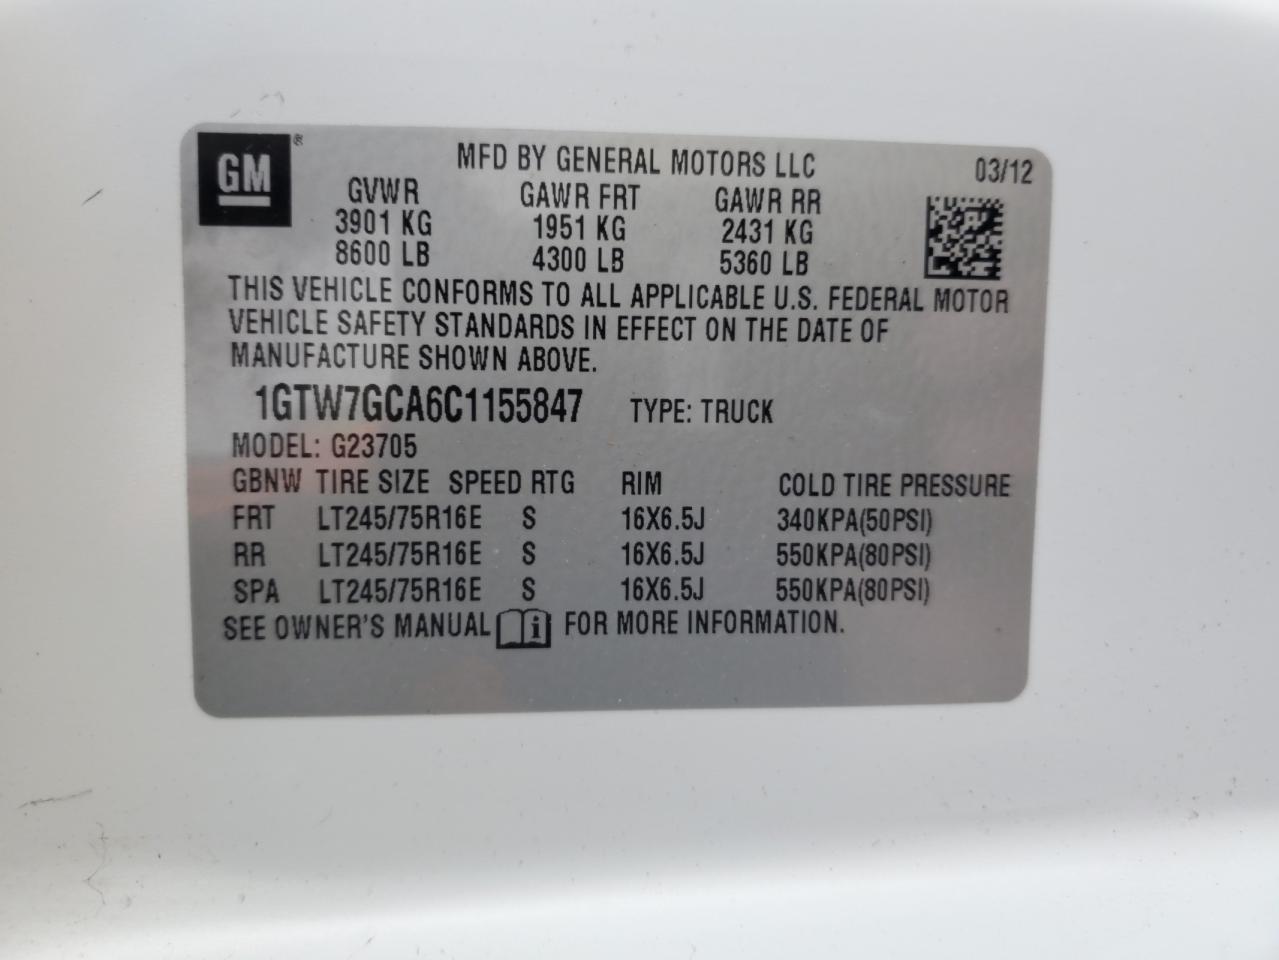 GM®
MFD BY GENERAL MOTORS LLC 03/12
GVWR GAWR FRT GAWR RR
3901 KG 1951 KG 2431 KG
8600 LB 4300 LB 5360 LB
THIS VEHICLE CONFORMS TO ALL APPLICABLE U.S. FEDERAL MOTOR
VEHICLE SAFETY STANDARDS IN EFFECT ON THE DATE OF
MANUFACTURE SHOWN ABOVE.
1GTW7GCA6C1155847 TYPE: TRUCK
MODEL: G23705
GBNW TIRE SIZE SPEED RTG RIM COLD TIRE PRESSURE
FRT LT245/75R16E S 16X6.5J 340KPA(50PSI)
RR LT245/75R16E S 16X6.5J 550KPA(80PSI)
SPA LT245/75R16E S 16X6.5J 550KPA(80PSI)
SEE OWNER'S MANUAL i FOR MORE INFORMATION.